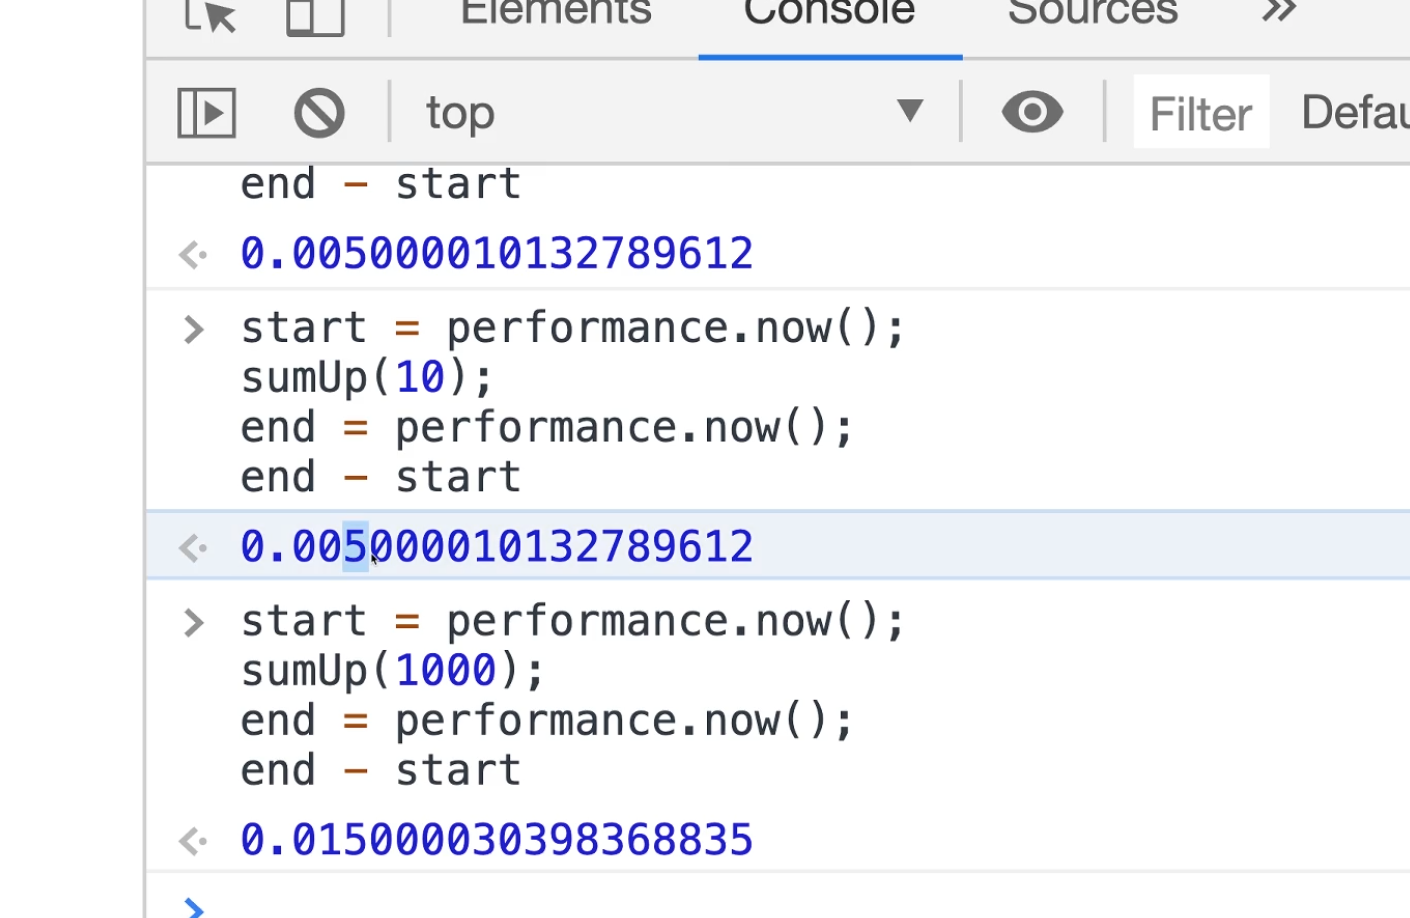 Elements Console Sources »
top ▼ Filter Defau
end - start
0.005000010132789612
> start = performance.now();
sumUp(10);
end = performance.now();
end - start
0.005000010132789612
> start = performance.now();
sumUp(1000);
end = performance.now();
end - start
0.015000030398368835
>